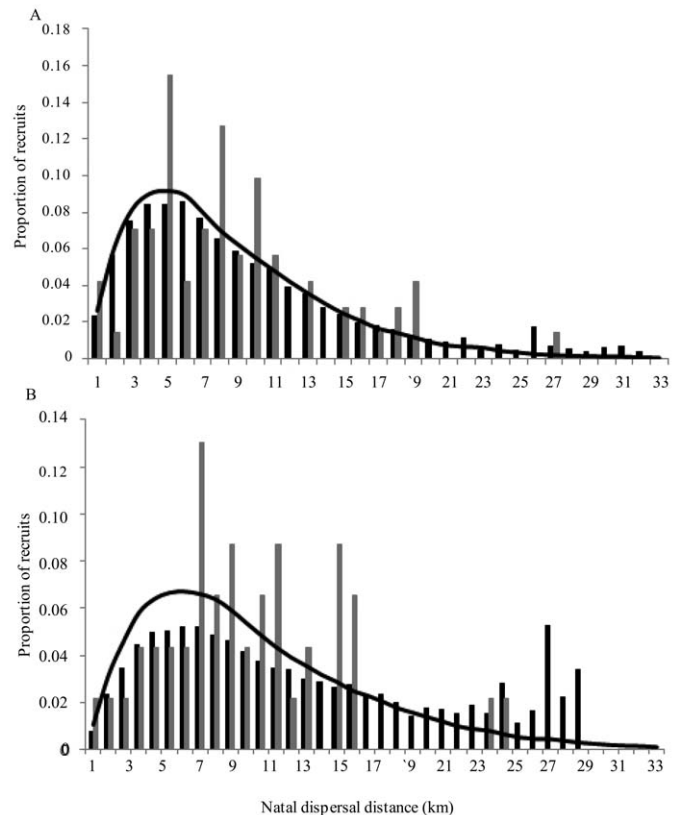 A
Proportion of recruits
0.18
0.16
0.14
0.12
0.10
0.08
0.06
0.04
0.02
0
1 3 5 7 9 11 13 15 17 `9 21 23 25 27 29 31 33
B
Proportion of recruits
0.14
0.12
0.10
0.08
0.06
0.04
0.02
0
1 3 5 7 9 11 13 15 17 `9 21 23 25 27 29 31 33
Natal dispersal distance (km)